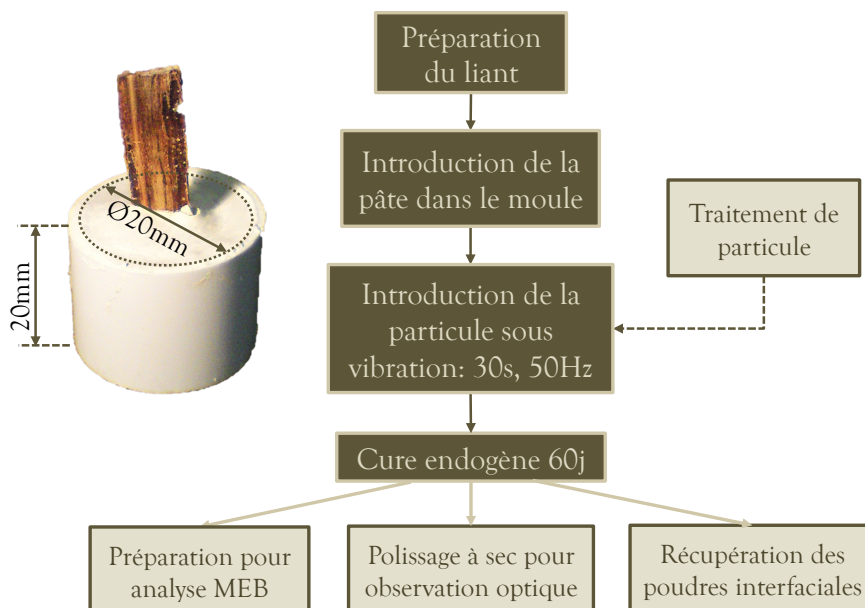 Préparation
du liant
Introduction de la
pâte dans le moule
Traitement de
particule
Introduction de la
particule sous
vibration: 30s, 50Hz
Ø20mm
20mm
Cure endogène 60j
Préparation pour
analyse MEB
Polissage à sec pour
observation optique
Récupération des
poudres interfaciales